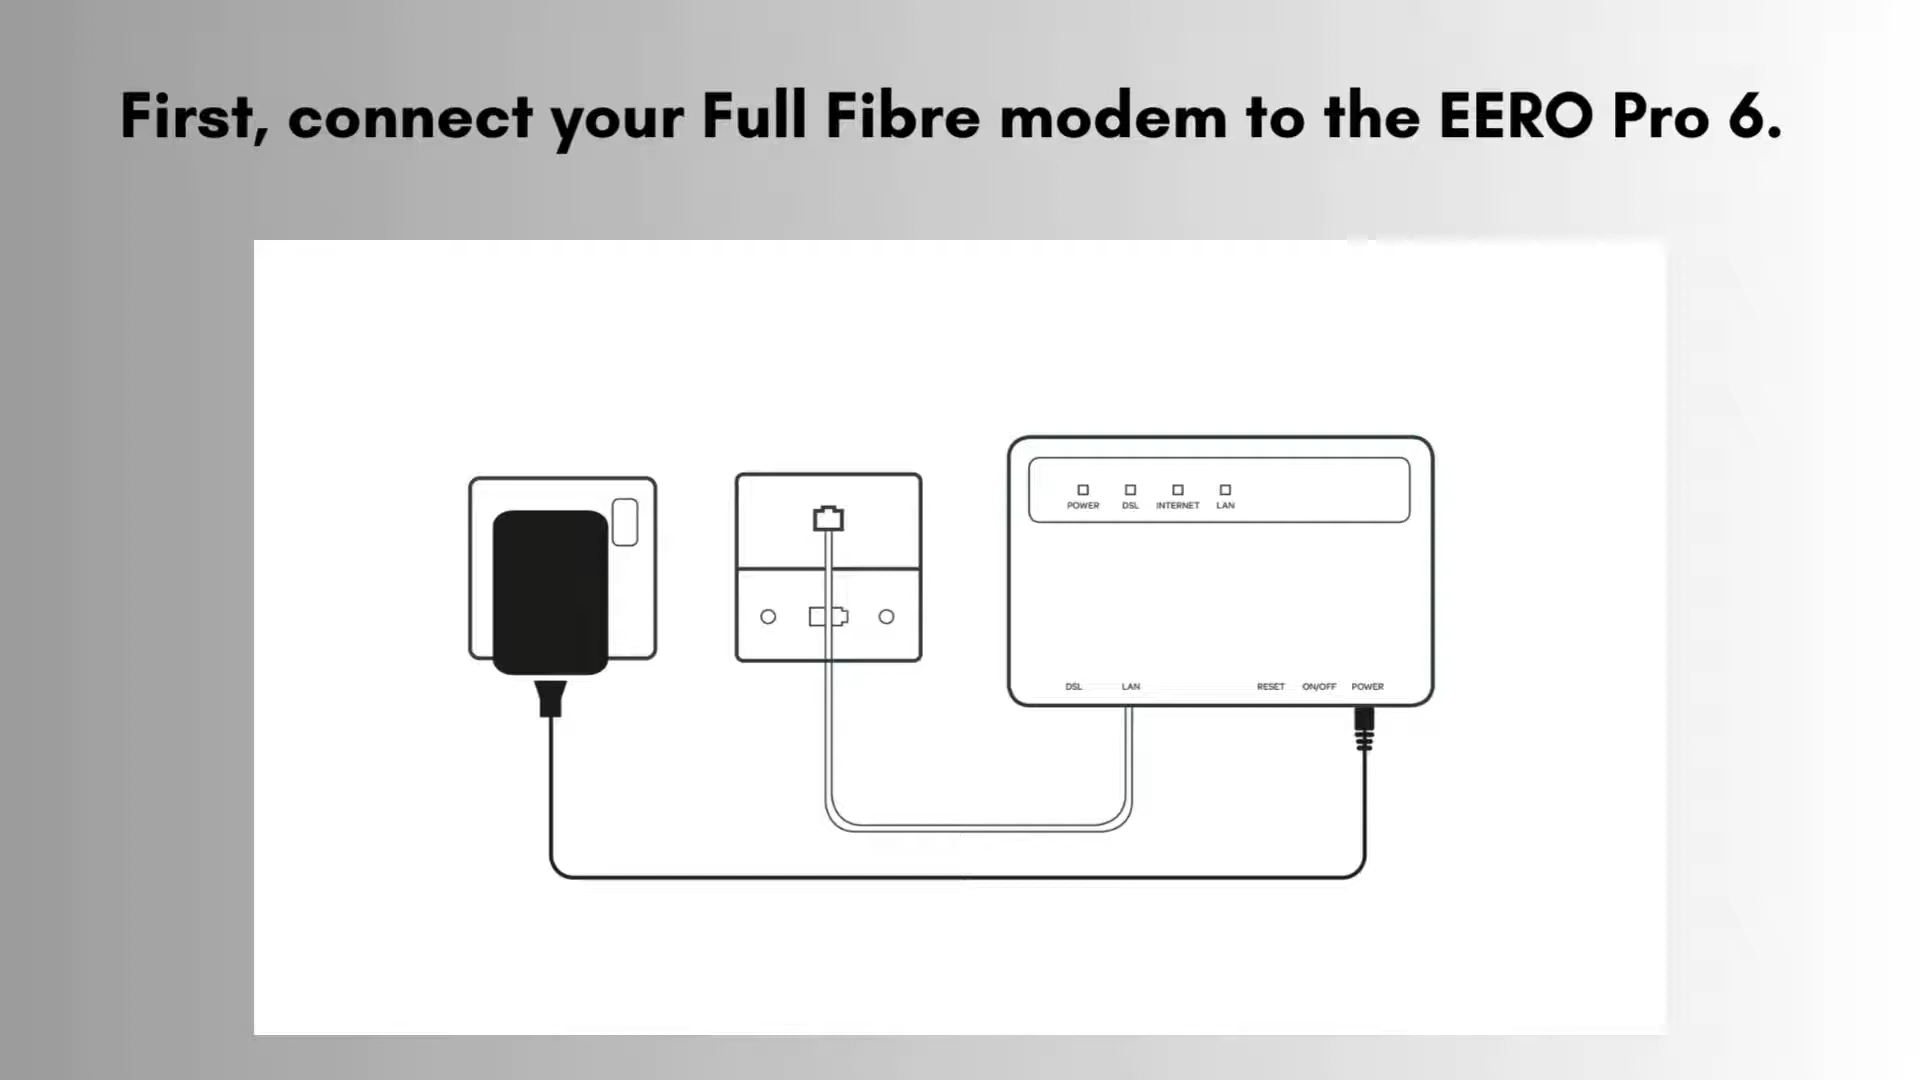 First, connect your Full Fibre modem to the EERO Pro 6.
POWER DSL INTERNET LAN
DSL LAN RESET ON/OFF POWER